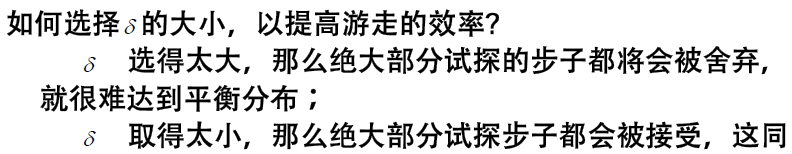 如何选择δ的大小，以提高游走的效率？
δ 选得太大，那么绝大部分试探的步子都将会被舍弃，
就很难达到平衡分布；
δ 取得太小，那么绝大部分试探步子都会被接受，这同